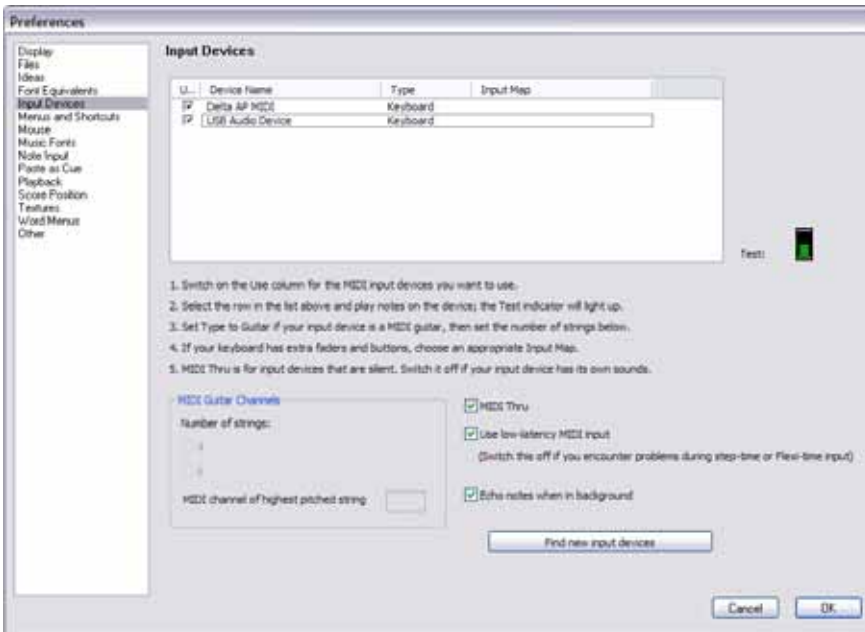 Preferences
Display
Files
Ideas
Font Equivalents
Input Devices
Menus and Shortcuts
Mouse
Music Fonts
Note Input
Paste as Cue
Playback
Score Position
Textures
Word Menus
Other
Input Devices
U... Device Name Type Input Map
Delta AP MIDI Keyboard
USB Audio Device Keyboard
Test:
1. Switch on the Use column for the MIDI input devices you want to use.
2. Select the row in the list above and play notes on the device; the Test indicator will light up.
3. Set Type to Guitar if your input device is a MIDI guitar, then set the number of strings below.
4. If your keyboard has extra faders and buttons, choose an appropriate Input Map.
5. MIDI Thru is for input devices that are silent. Switch it off if your input device has its own sounds.
MIDI Guitar Channels
Number of strings:
MIDI channel of highest pitched string
MIDI Thru
Use low-latency MIDI input
(Switch this off if you encounter problems during step-time or Flexi-time input)
Echo notes when in background
Find new input devices
Cancel OK